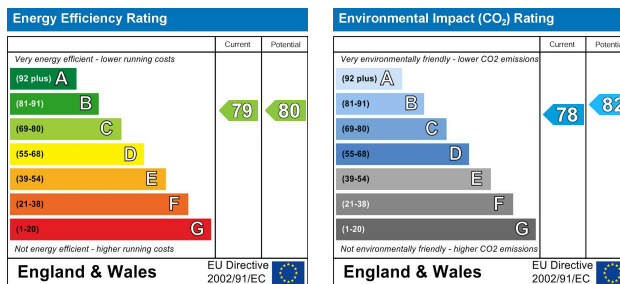 Energy Efficiency Rating
Current Potential
Very energy efficient - lower running costs
(92 plus) A
(81-91) B
(69-80) C
(55-68) D
(39-54) E
(21-38) F
(1-20) G
79 80
Not energy efficient - higher running costs
England & Wales
EU Directive
2002/91/EC
Environmental Impact (CO₂) Rating
Current Potential
Very environmentally friendly - lower CO2 emissions
(92 plus) A
(81-91) B
(69-80) C
(55-68) D
(39-54) E
(21-38) F
(1-20) G
78 82
Not environmentally friendly - higher CO2 emissions
England & Wales
EU Directive
2002/91/EC